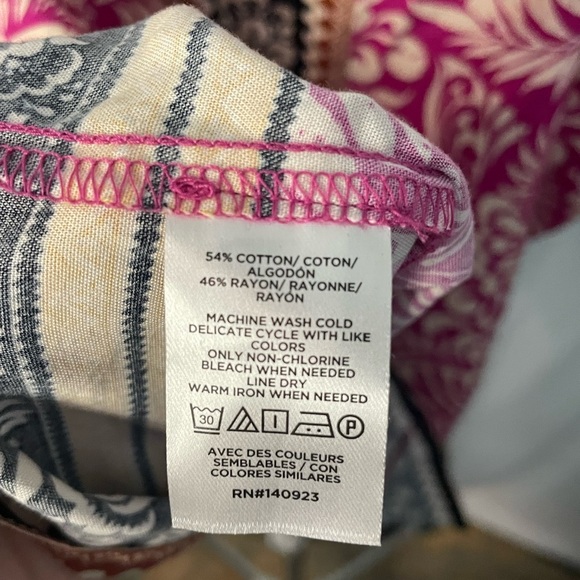 54% COTTON/ COTON/
ALGODÓN
46% RAYON/ RAYONNE/
RAYÓN
MACHINE WASH COLD
DELICATE CYCLE WITH LIKE
COLORS
ONLY NON-CHLORINE
BLEACH WHEN NEEDED
LINE DRY
WARM IRON WHEN NEEDED
30 P
AVEC DES COULEURS
SEMBLABLES / CON
COLORES SIMILARES
RN#140923